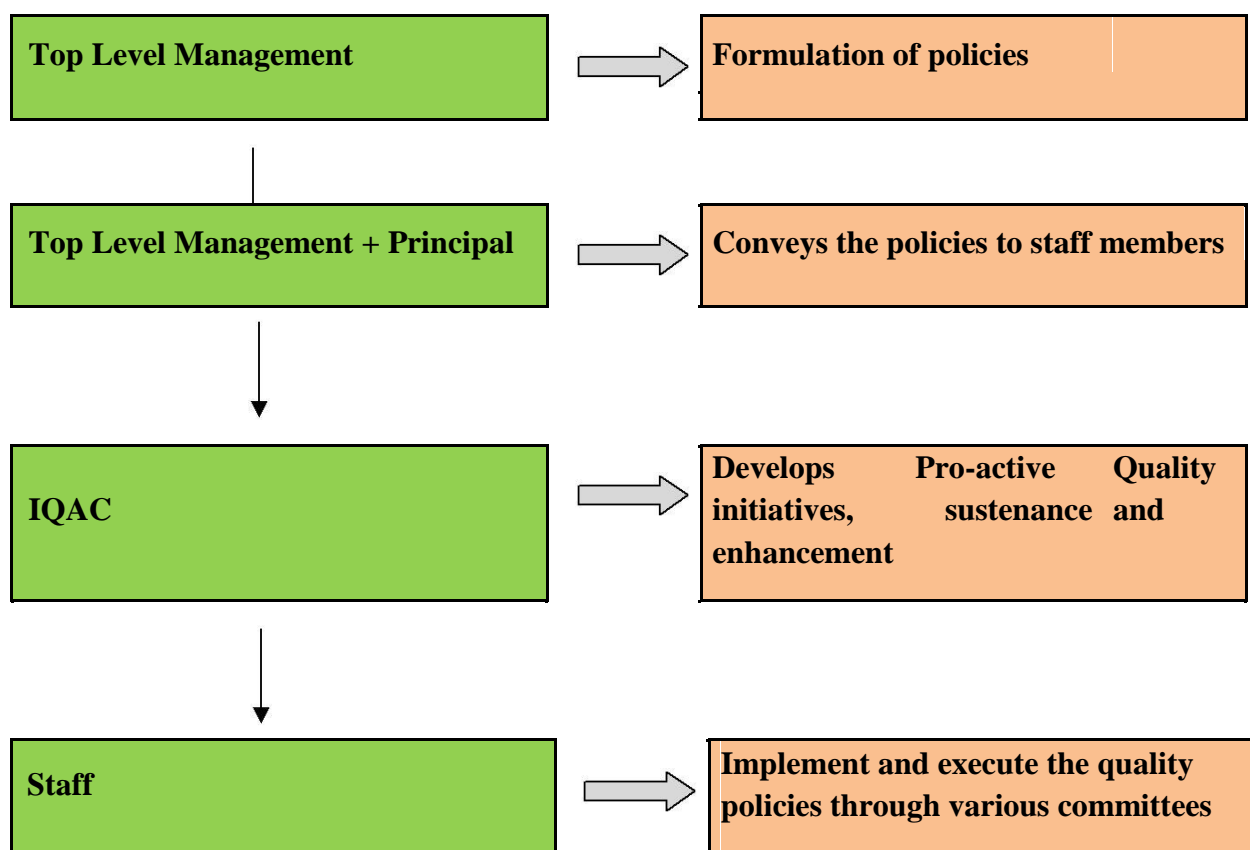 Top Level Management
Formulation of policies
Top Level Management + Principal
Conveys the policies to staff members
IQAC
Develops Pro-active Quality
initiatives, sustenance and
enhancement
Staff
Implement and execute the quality
policies through various committees